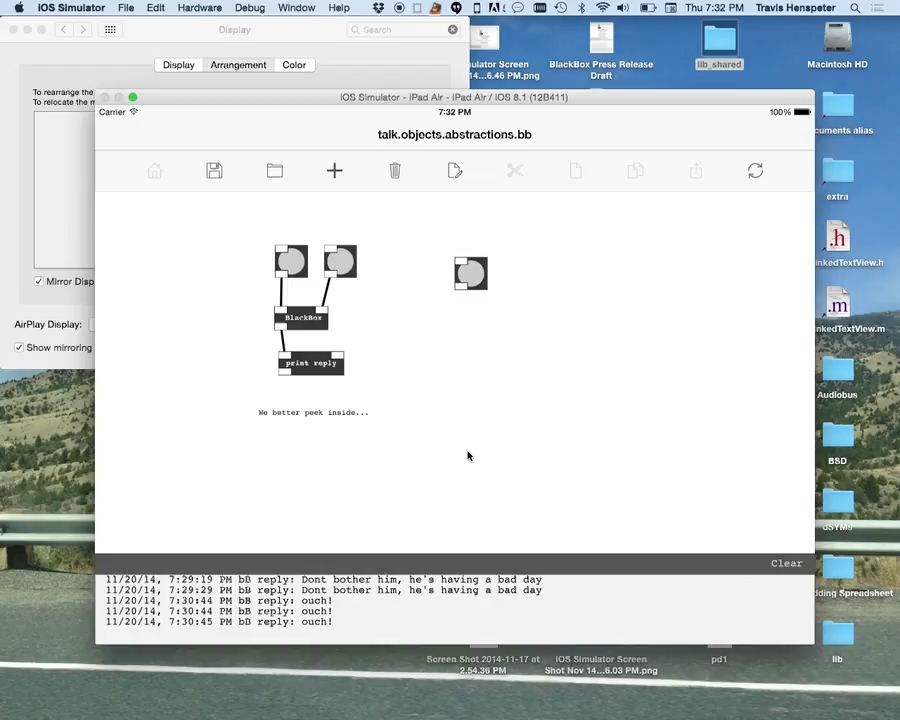 iOS Simulator File Edit Hardware Debug Window Help Thu 7:32 PM Travis Henspeter
Display
Search
Display Arrangement Color
To rearrange the
To relocate the m
Mirror Disp
AirPlay Display:
Show mirroring
ulator Screen
14...6.46 PM.png
BlackBox Press Release
Draft
lib_shared
Macintosh HD
cuments alias
extra
inkedTextView.h
inkedTextView.m
Audiobus
BSD
dSYMs
dding Spreadsheet
lib
iOS Simulator - iPad Air - iPad Air / iOS 8.1 (12B411)
Carrier 7:32 PM 100%
talk.objects.abstractions.bb
BlackBox
print reply
We better peek inside...
Clear
11/20/14, 7:29:19 PM bB reply: Dont bother him, he's having a bad day
11/20/14, 7:29:29 PM bB reply: Dont bother him, he's having a bad day
11/20/14, 7:30:44 PM bB reply: ouch!
11/20/14, 7:30:44 PM bB reply: ouch!
11/20/14, 7:30:45 PM bB reply: ouch!
Screen Shot 2014-11-17 at
2.54.36 PM
iOS Simulator Screen
Shot Nov 14...6.03 PM.png
pd1